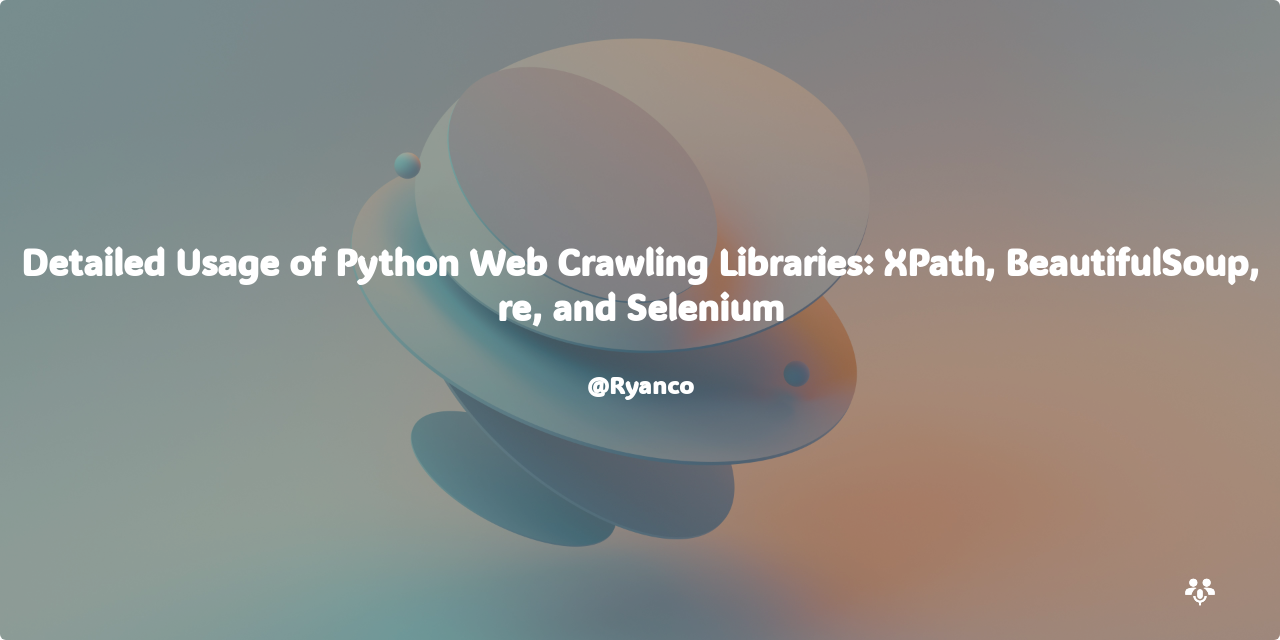 Detailed Usage of Python Web Crawling Libraries: XPath, BeautifulSoup,
re, and Selenium
@Ryanco